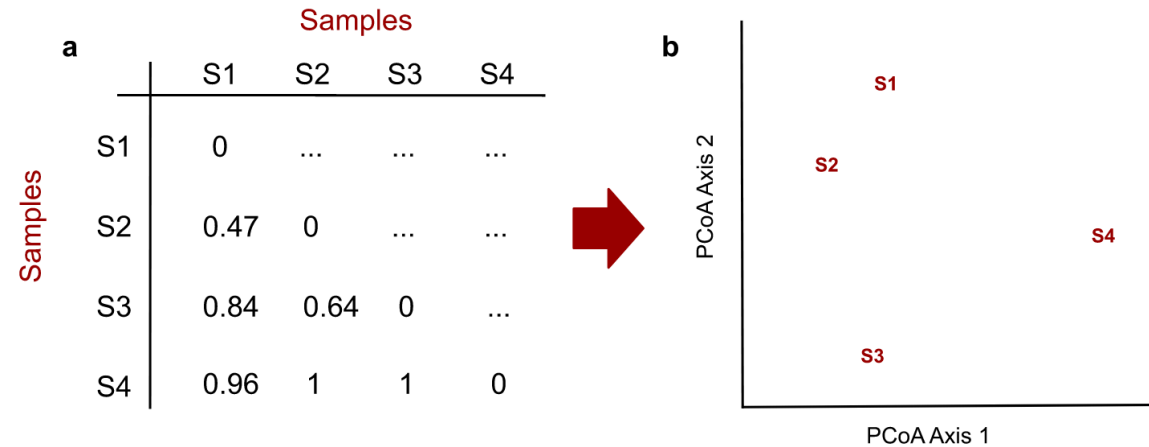 Samples
a
S1 S2 S3 S4
Samples
S1 0 ... ... ...
S2 0.47 0 ... ...
S3 0.84 0.64 0 ...
S4 0.96 1 1 0
b
PCoA Axis 2
S1
S2
S4
S3
PCoA Axis 1